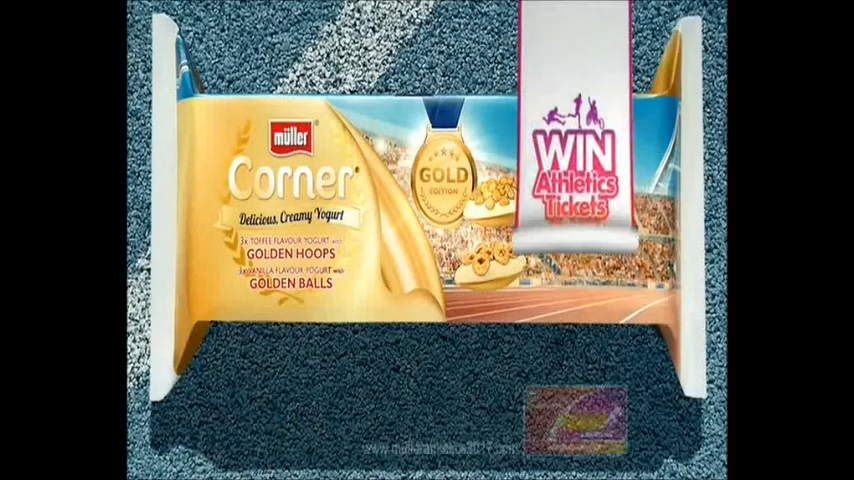 müller
Corner
Delicious, Creamy Yogurt
3x TOFFEE FLAVOUR YOGURT with
GOLDEN HOOPS
3x VANILLA FLAVOUR YOGURT with
GOLDEN BALLS
GOLD
EDITION
WIN
Athletics
Tickets